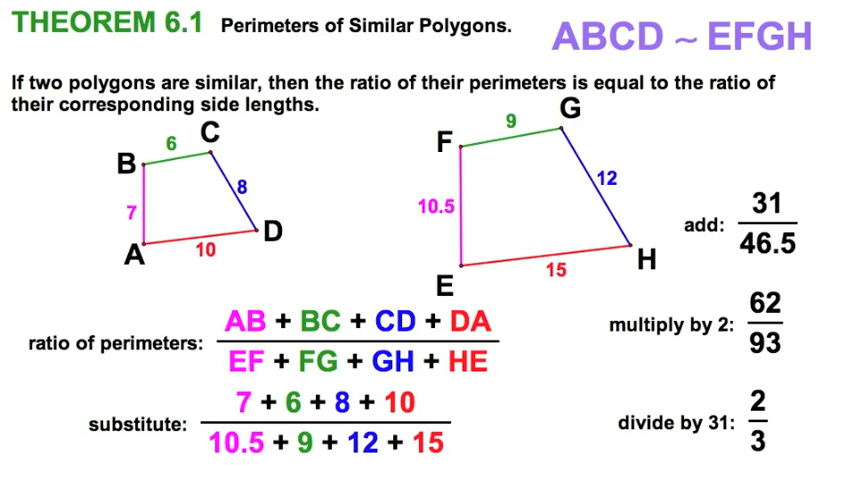 THEOREM 6.1 Perimeters of Similar Polygons.
ABCD ~ EFGH
If two polygons are similar, then the ratio of their perimeters is equal to the ratio of
their corresponding side lengths.
B
6
C
7
8
A
10
D
F
9
G
10.5
12
E
15
H
ratio of perimeters:
AB + BC + CD + DA
EF + FG + GH + HE
substitute:
7 + 6 + 8 + 10
10.5 + 9 + 12 + 15
add:
31
46.5
multiply by 2:
62
93
divide by 31:
2
3